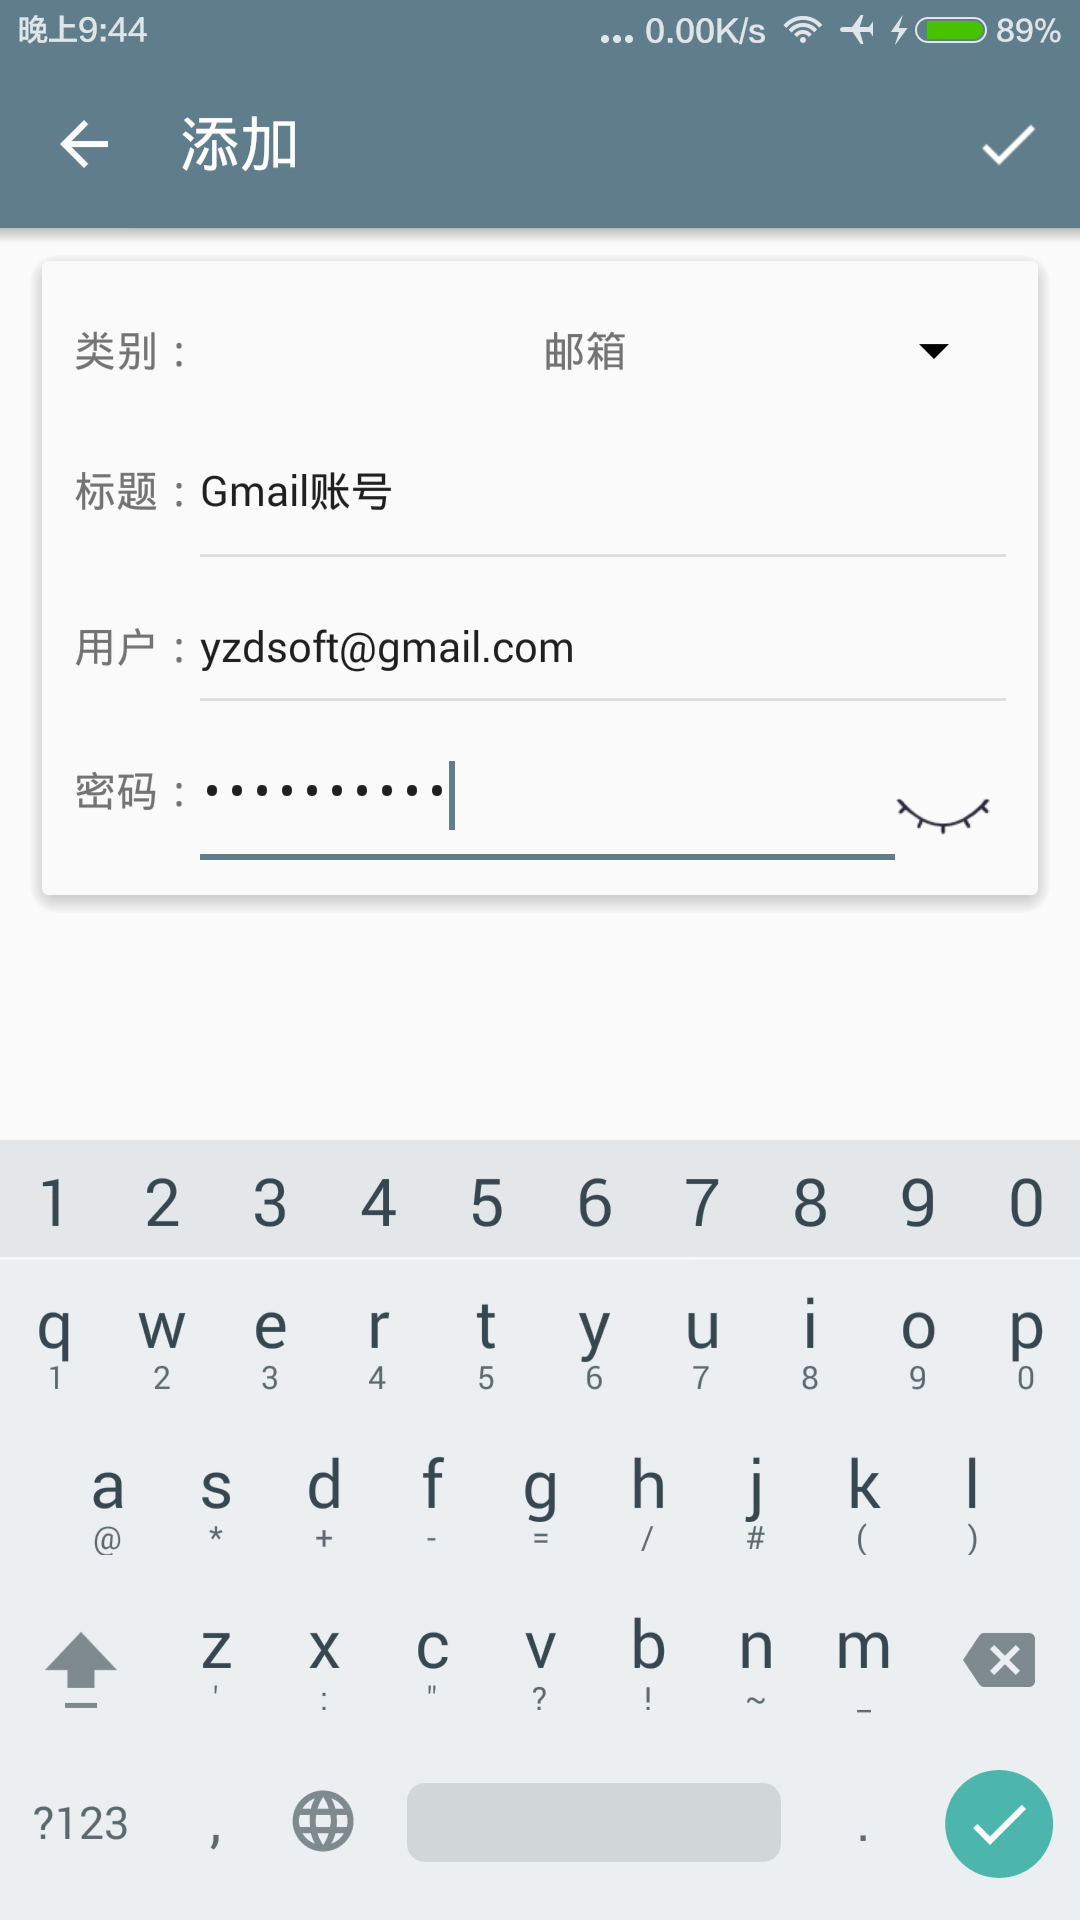 晚上9:44 ... 0.00K/s 89%
添加
类别： 邮箱
标题：Gmail账号
用户：yzdsoft@gmail.com
密码：••••••••••
1 2 3 4 5 6 7 8 9 0
q w e r t y u i o p
1 2 3 4 5 6 7 8 9 0
a s d f g h j k l
@ * + - = / # ( )
z x c v b n m
' : " ? ! ~ _
?123 , .